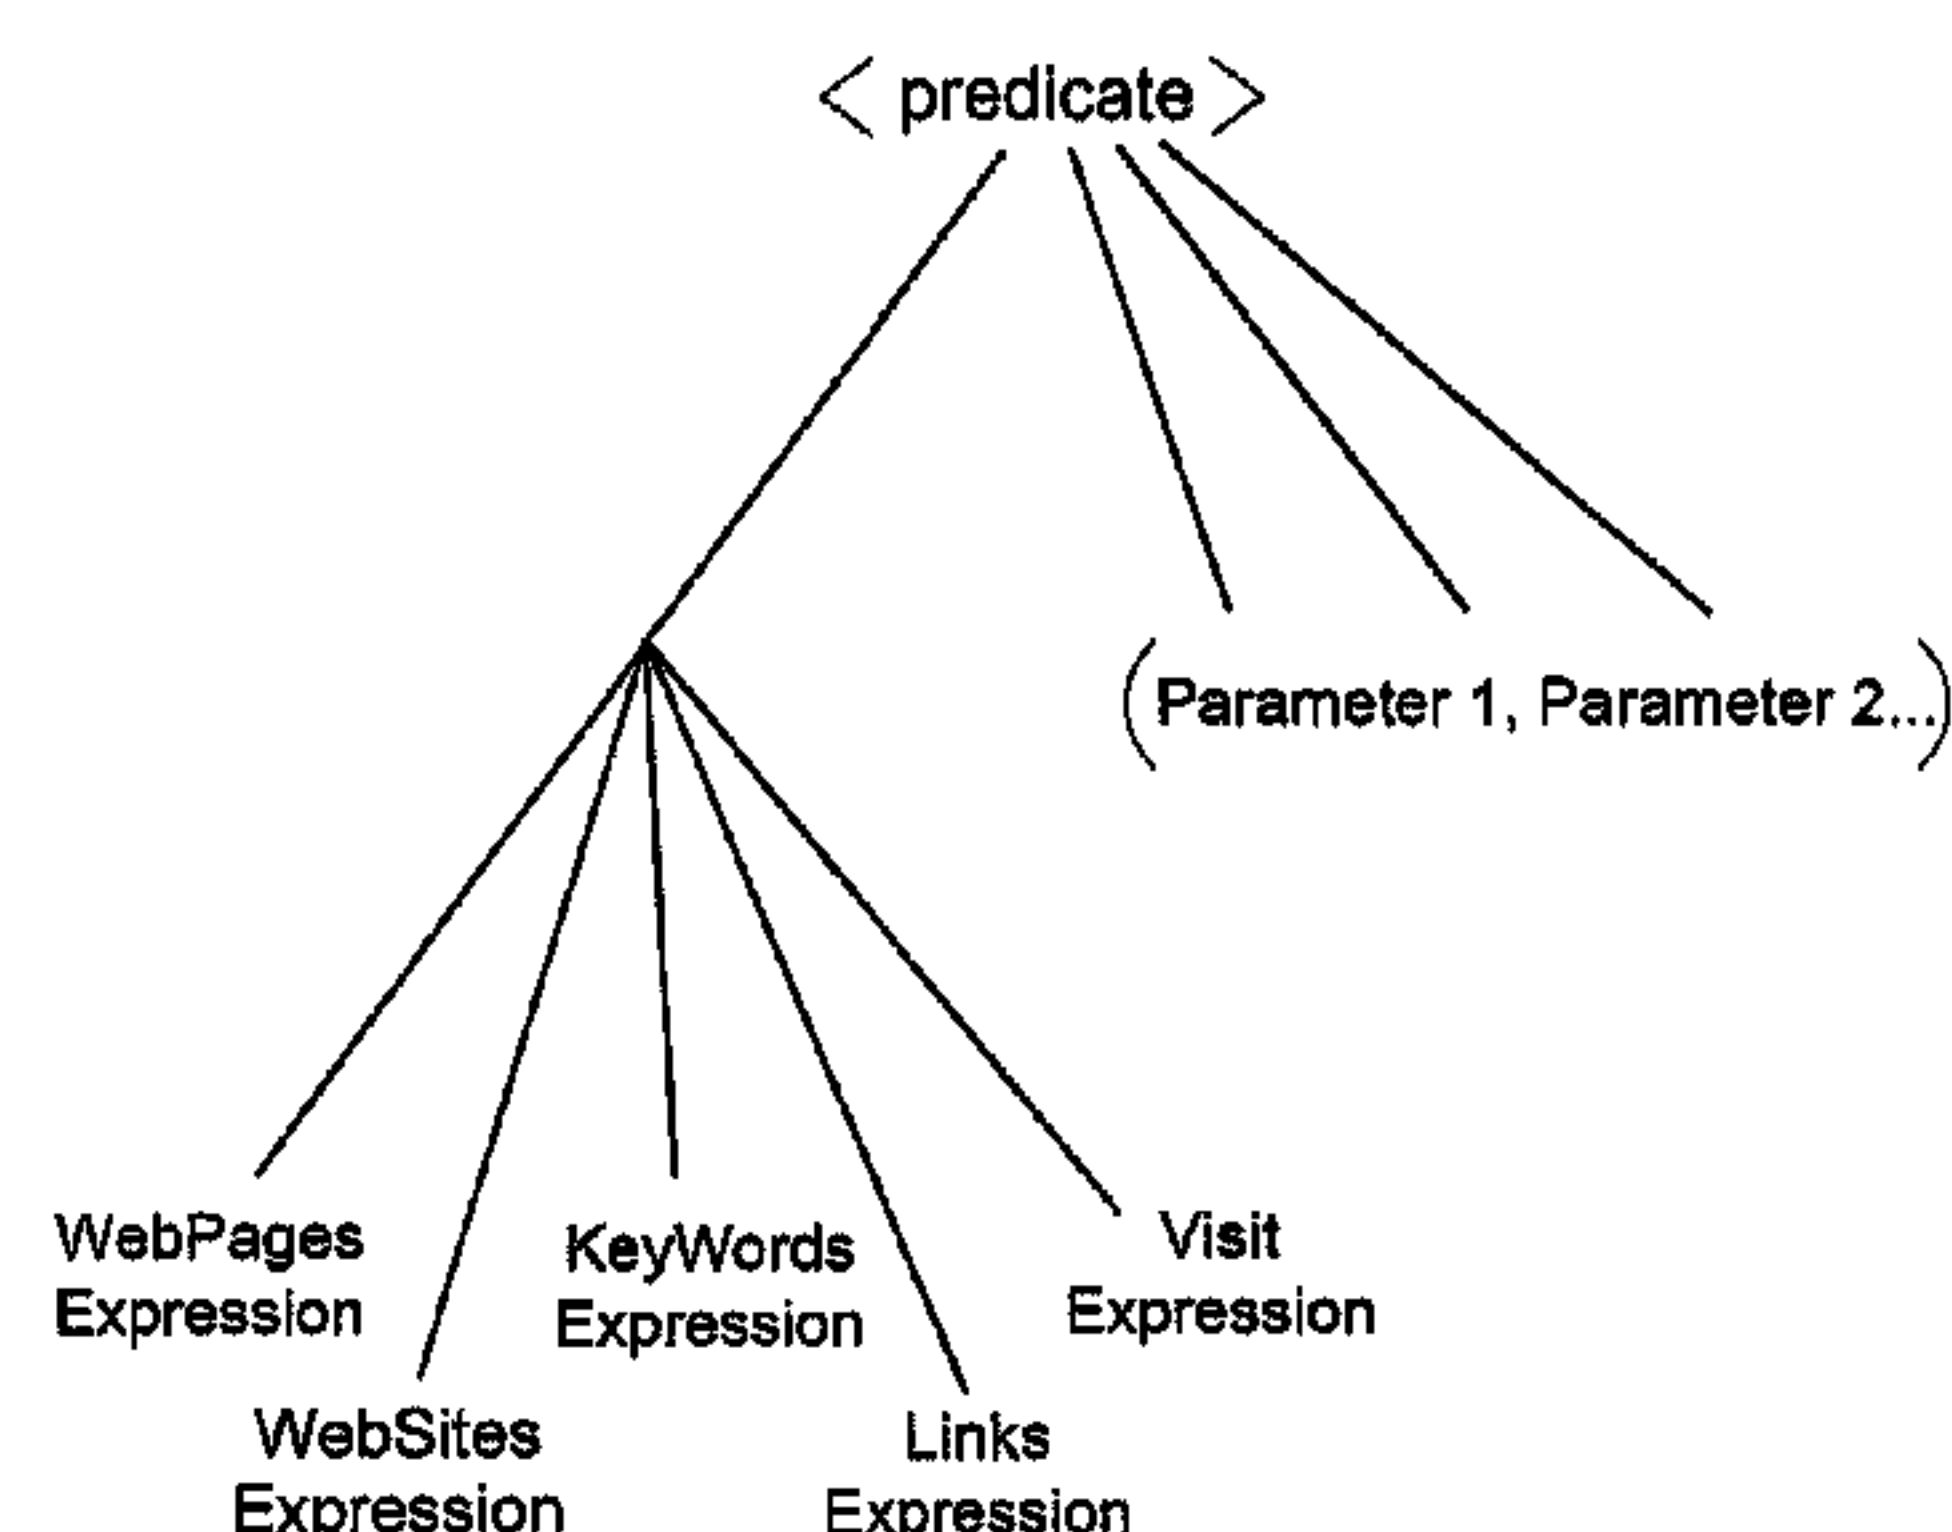 < predicate >
(Parameter 1, Parameter 2...)
WebPages
Expression
KeyWords
Expression
Visit
Expression
WebSites
Expression
Links
Expression